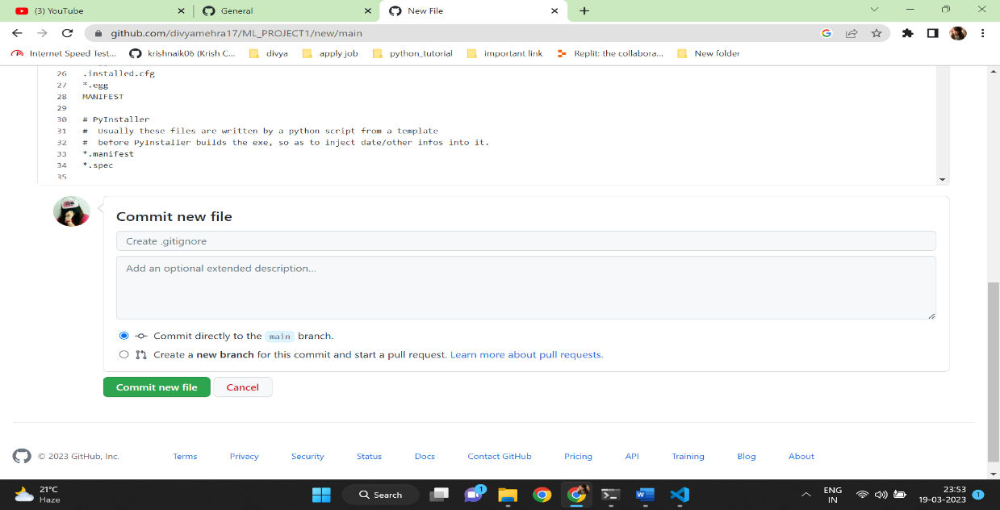 (3) YouTube
General
New File
github.com/divyamehra17/ML_PROJECT1/new/main
Internet Speed Test...
krishnaik06 (Krish C...
divya
apply job
python_tutorial
important link
Replit: the collabora...
New folder
26 .installed.cfg
27 *.egg
28 MANIFEST
29
30 # PyInstaller
31 #  Usually these files are written by a python script from a template
32 #  before PyInstaller builds the exe, so as to inject date/other infos into it.
33 *.manifest
34 *.spec
35
Commit new file
Create .gitignore
Add an optional extended description...
Commit directly to the main branch.
Create a new branch for this commit and start a pull request. Learn more about pull requests.
Commit new file
Cancel
© 2023 GitHub, Inc.
Terms
Privacy
Security
Status
Docs
Contact GitHub
Pricing
API
Training
Blog
About
21°C
Haze
Search
1
ENG
IN
23:53
19-03-2023
1